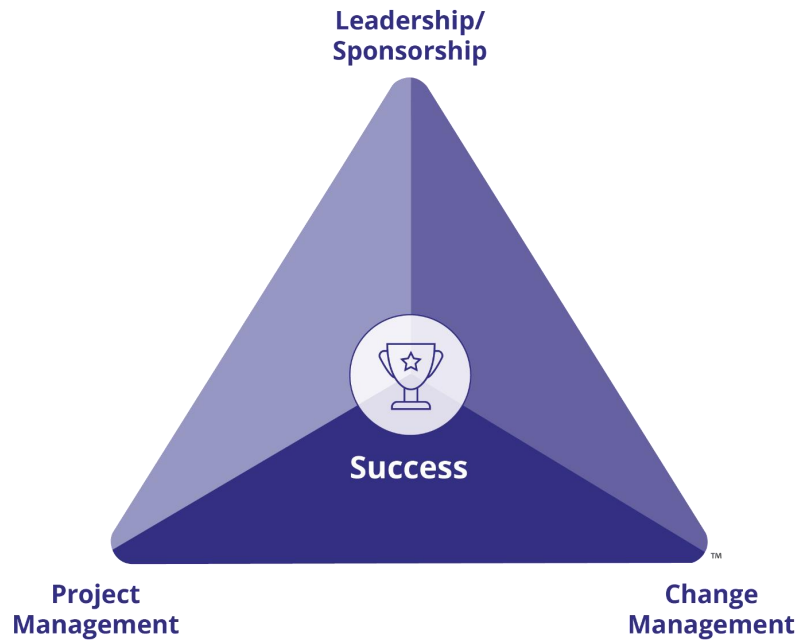 Leadership/
Sponsorship
Success
TM
Project
Management
Change
Management